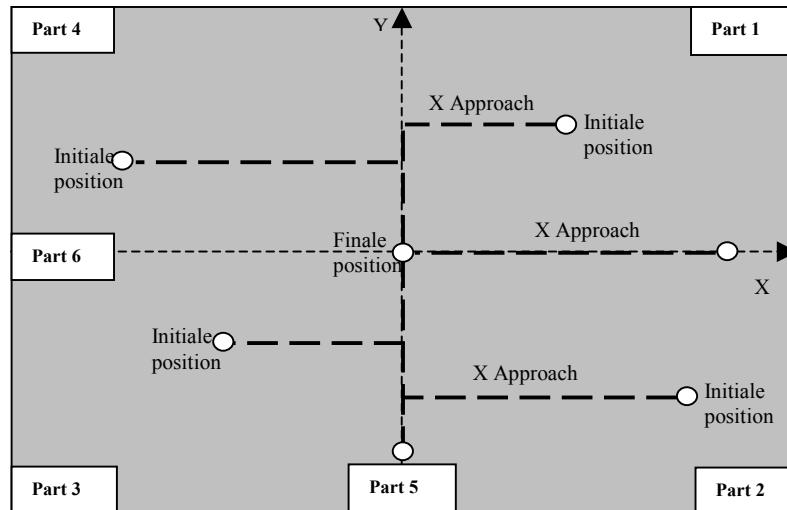 Part 4
Y
Part 1
X Approach
Initiale
position
Initiale
position
Finale
position
X Approach
Part 6
X
Initiale
position
X Approach
Initiale
position
Part 3
Part 5
Part 2